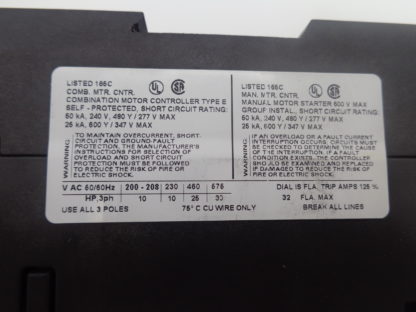 LISTED 165C
COMB. MTR. CNTR.
UL SA
COMBINATION MOTOR CONTROLLER TYPE E
SELF - PROTECTED, SHORT CIRCUIT RATING:
50 kA, 240 V, 480 Y / 277 V MAX
25 kA, 600 Y / 347 V MAX
WARNING:
TO MAINTAIN OVERCURRENT, SHORT-
CIRCUIT AND GROUND FAULT
PROTECTION, THE MANUFACTURER'S
INSTRUCTIONS FOR SELECTION OF
OVERLOAD AND SHORT CIRCUIT
PROTECTION MUST BE FOLLOWED
TO REDUCE THE RISK OF FIRE OR
ELECTRIC SHOCK.
V AC 60/50Hz 200 - 208 230 460 575
HP 3ph 10 10 25 30
USE ALL 3 POLES 75° C CU WIRE ONLY
LISTED 165C
MAN. MTR. CNTR.
UL SA
MANUAL MOTOR STARTER 600 V MAX
GROUP INSTAL. SHORT CIRCUIT RATING:
50 kA, 240 V, 480 Y / 277 V MAX
25 kA, 600 Y / 347 V MAX
WARNING:
IF AN OVERLOAD OR A FAULT CURRENT
INTERRUPTION OCCURS, CIRCUITS MUST
BE CHECKED TO DETERMINE THE CAUSE
OF THE INTERRUPTION. IF A FAULT
CONDITION EXISTS, THE CONTROLLER
SHOULD BE EXAMINED AND REPLACED
IF DAMAGED TO REDUCE THE RISK OF
FIRE OR ELECTRIC SHOCK.
DIAL IS FLA, TRIP AMPS 125 %
32 FLA. MAX
BREAK ALL LINES